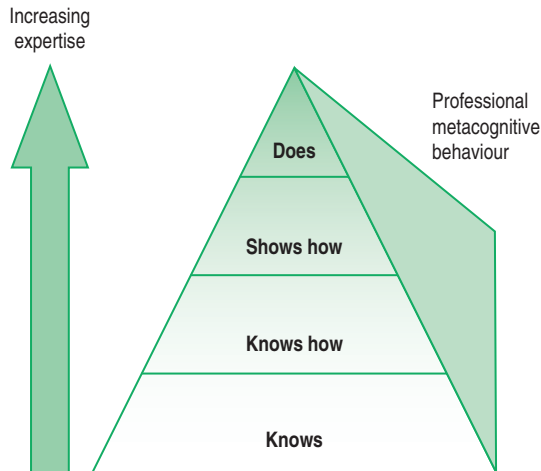 Increasing
expertise
Professional
metacognitive
behaviour
Does
Shows how
Knows how
Knows